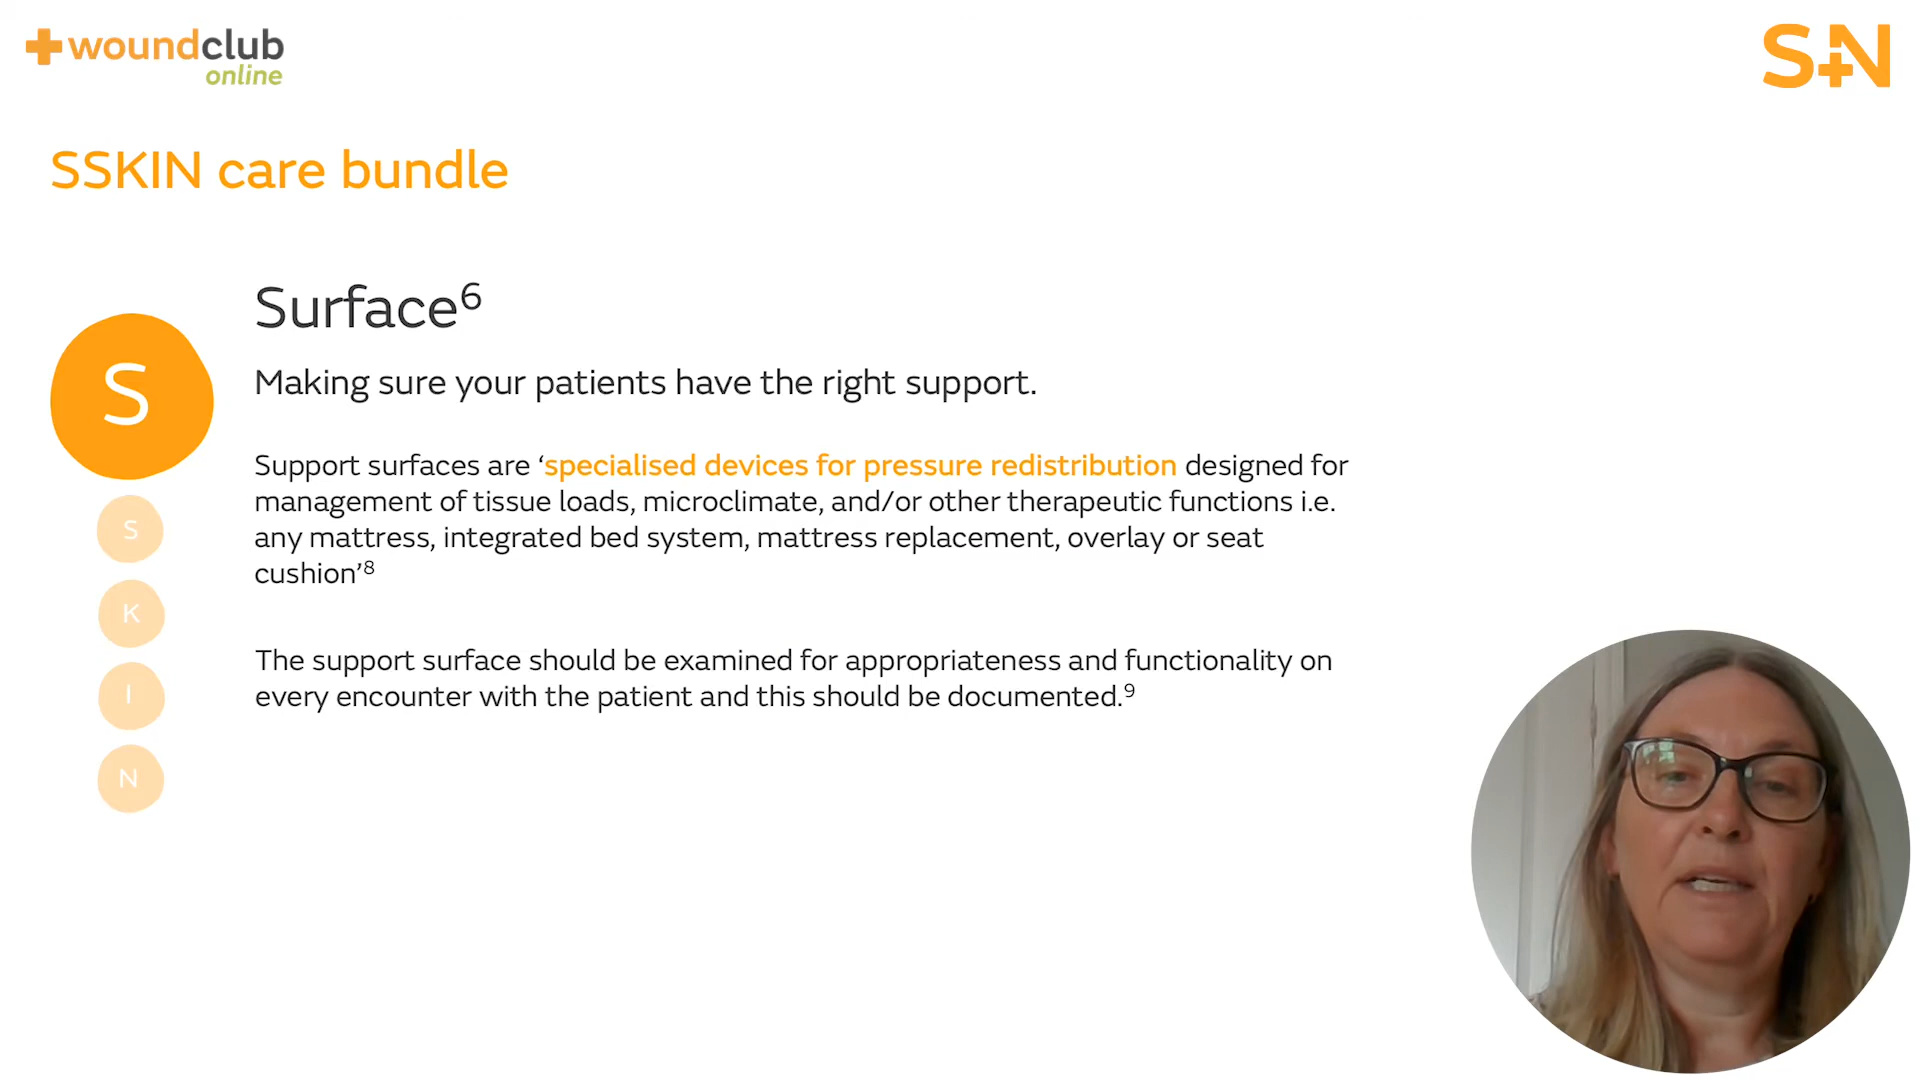 woundclub
online
S+N
SSKIN care bundle
Surface⁶
Making sure your patients have the right support.
S
Support surfaces are ‘specialised devices for pressure redistribution designed for
management of tissue loads, microclimate, and/or other therapeutic functions i.e.
any mattress, integrated bed system, mattress replacement, overlay or seat
cushion’⁸
S
K
The support surface should be examined for appropriateness and functionality on
every encounter with the patient and this should be documented.⁹
I
N